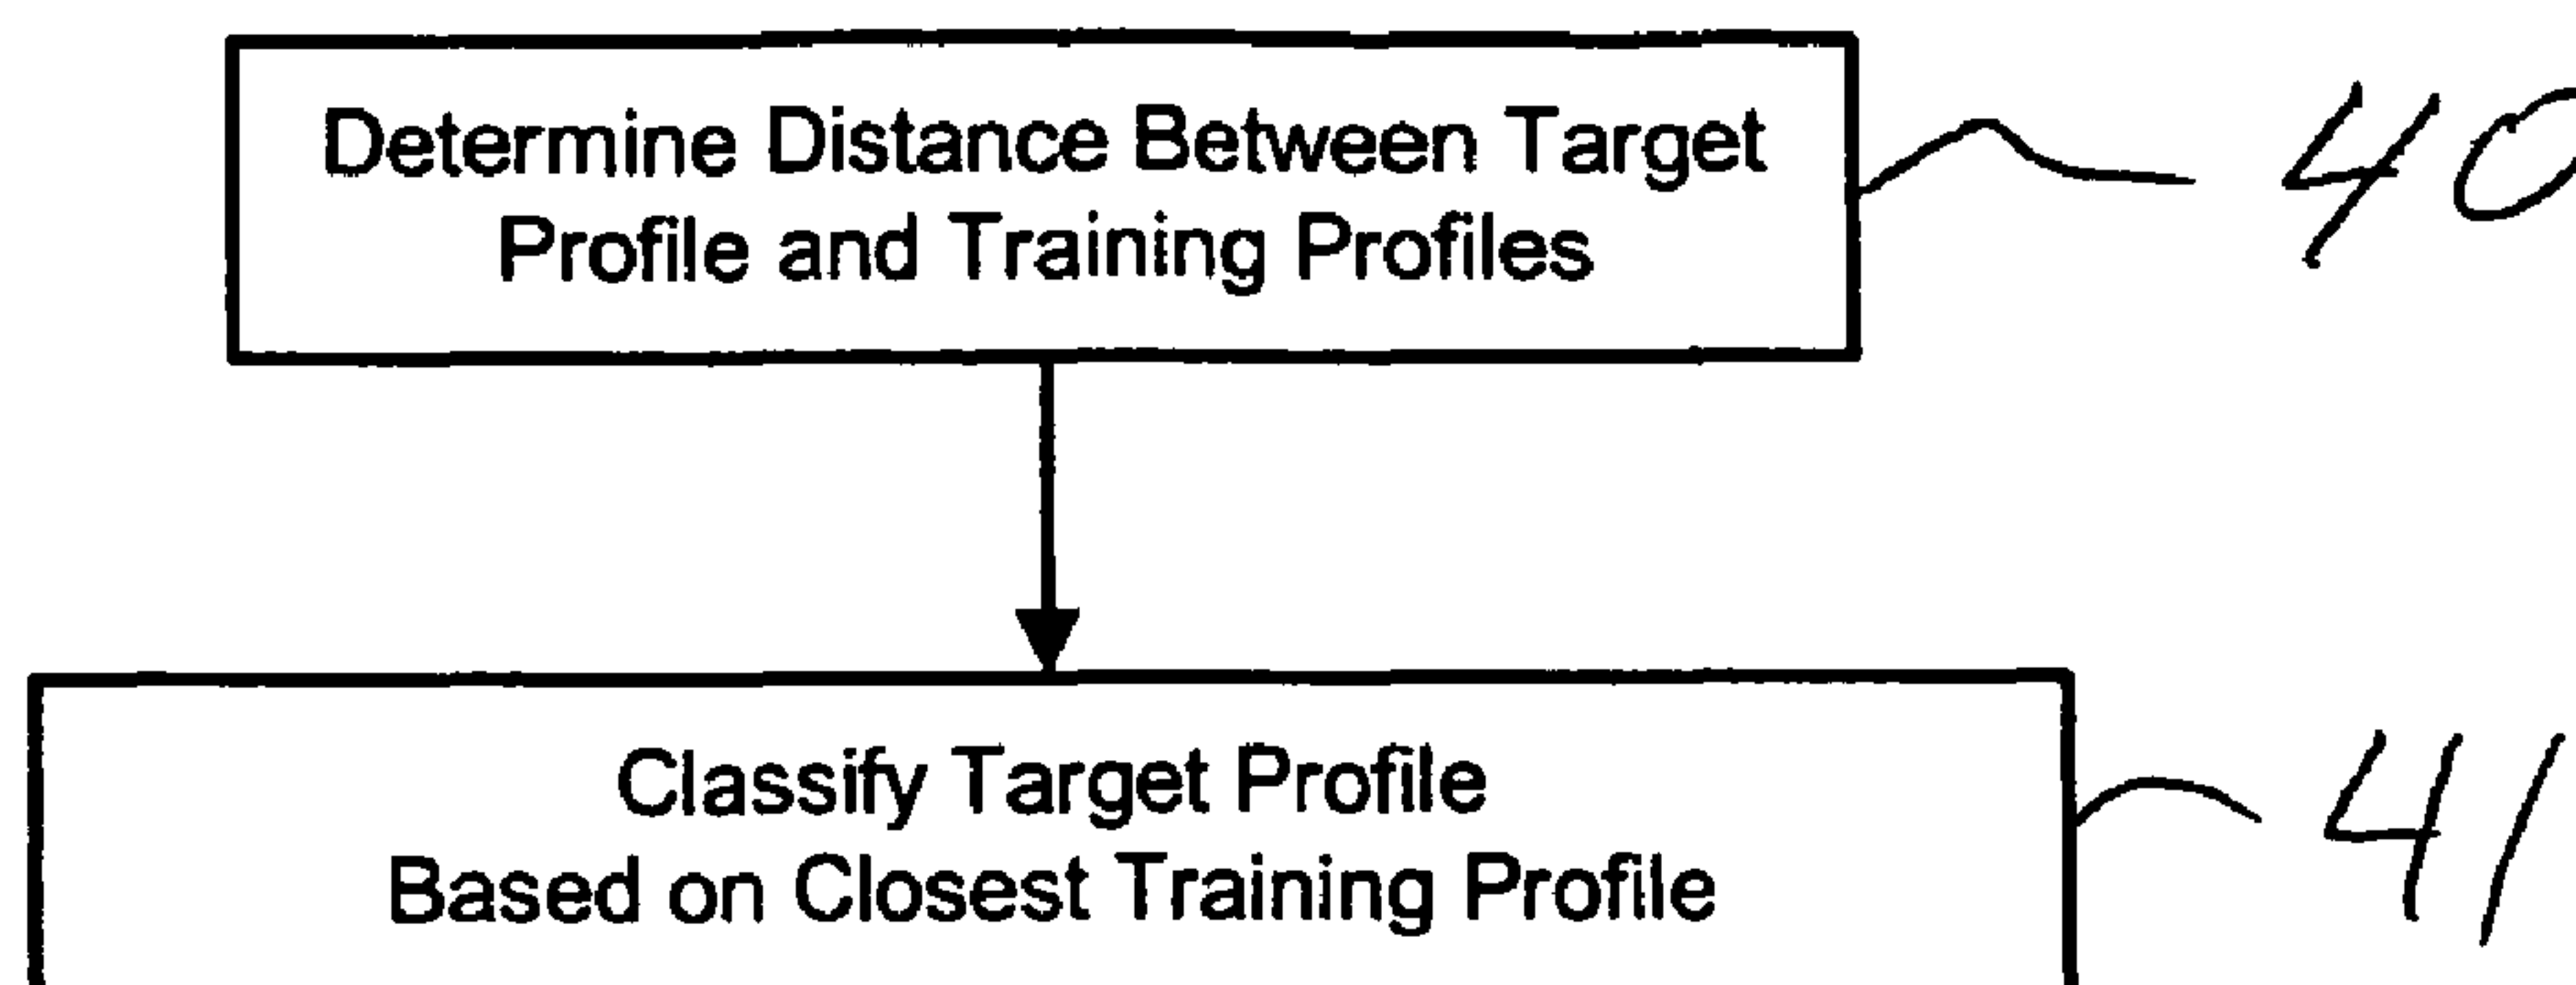 Determine Distance Between Target
Profile and Training Profiles
40
Classify Target Profile
Based on Closest Training Profile
41